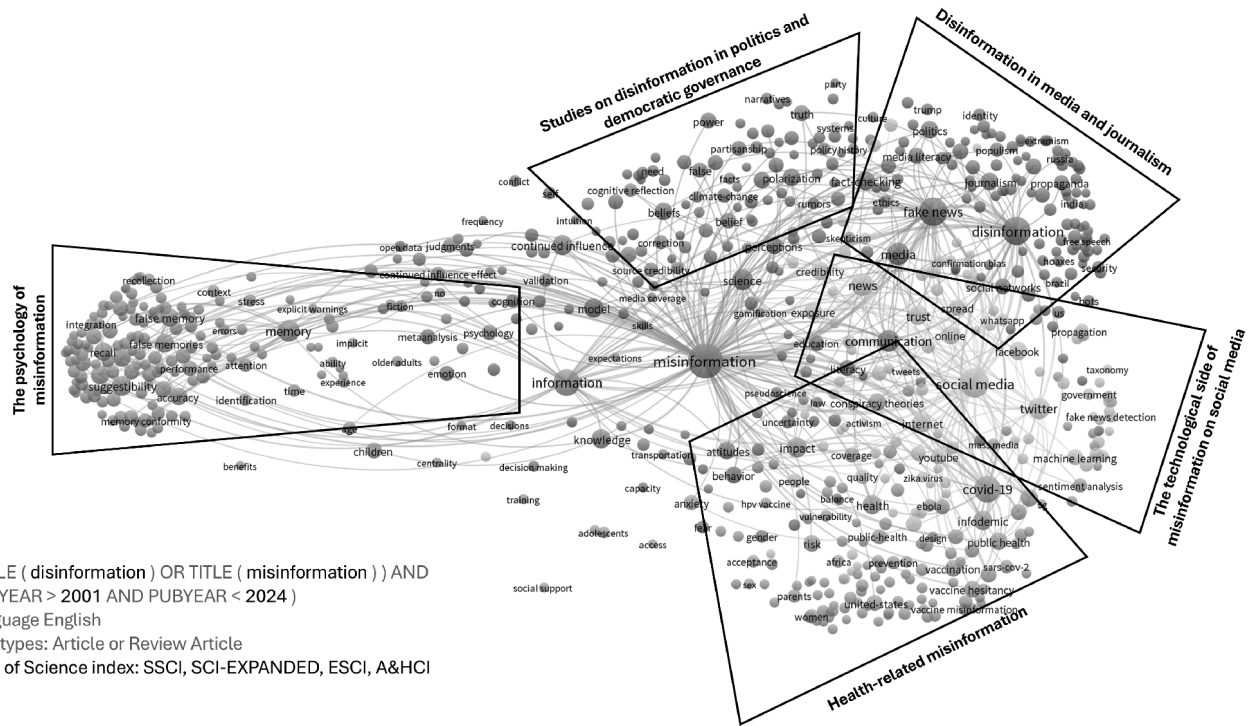 Studies on disinformation in politics and
democratic governance
Disinformation in media and journalism
The psychology of
misinformation
The technological side of
misinformation on social media
Health-related misinformation
party
narratives
truth
power
culture
trump
identity
systems
politics
partisanship
policy
history
media literacy
populism
extremism
russia
need
false
facts
polarization
fact-checking
journalism
propaganda
conflict
self
cognitive reflection
climate-change
rumors
ethics
fake news
india
beliefs
belief
frequency
intuition
disinformation
open data
judgments
continued influence
correction
perceptions
skepticism
free speech
media
confirmation bias
hoaxes
security
source credibility
credibility
continued influence effect
recollection
validation
science
news
social networks
brazil
context
no
cognition
media coverage
bots
stress
explicit warnings
fiction
model
gamification
exposure
trust
spread
us
integration
false memory
errors
memory
skills
whatsapp
propagation
metaanalysis
psychology
online
recall
false memories
implicit
education
communication
facebook
performance
attention
ability
older adults
expectations
misinformation
literacy
tweets
taxonomy
suggestibility
experience
emotion
information
social media
accuracy
identification
time
pseudoscience
government
law
conspiracy theories
twitter
fake news detection
memory conformity
age
format
decisions
uncertainty
activism
internet
knowledge
mass media
children
transportation
attitudes
impact
coverage
youtube
machine learning
benefits
centrality
decision making
behavior
people
quality
zika virus
sentiment analysis
capacity
covid-19
training
anxiety
hpv vaccine
balance
health
ebola
sg
vulnerability
infodemic
fear
adolescents
access
gender
risk
public-health
design
public health
acceptance
africa
prevention
vaccination
sars-cov-2
social support
sex
parents
vaccine hesitancy
united-states
vaccine misinformation
women
LE ( disinformation ) OR TITLE ( misinformation ) ) AND
YEAR > 2001 AND PUBYEAR < 2024 )
guage English
types: Article or Review Article
of Science index: SSCI, SCI-EXPANDED, ESCI, A&HCI